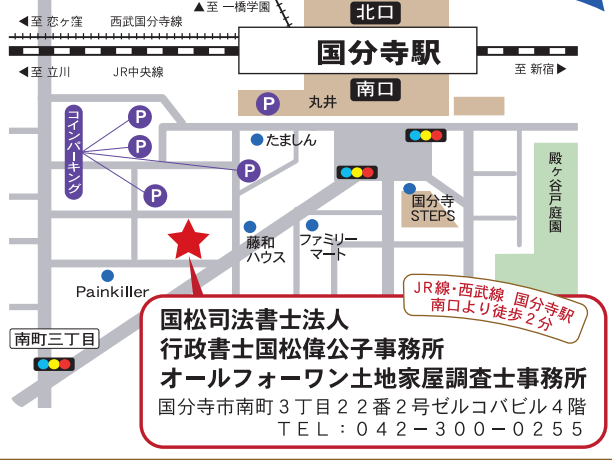 ▲至 一橋学園
北口
◀至 恋ヶ窪
西武国分寺線
国分寺駅
◀至 立川
JR中央線
至 新宿▶
南口
P
丸井
コインパーキング
P
P
P
P
たましん
殿ヶ谷戸庭園
国分寺
STEPS
藤和
ハウス
ファミリー
マート
Painkiller
JR線・西武線 国分寺駅
南口より徒歩2分
南町三丁目
国松司法書士法人
行政書士国松偉公子事務所
オールフォーワン土地家屋調査士事務所
国分寺市南町3丁目22番2号ゼルコバビル4階
TEL:042-300-0255